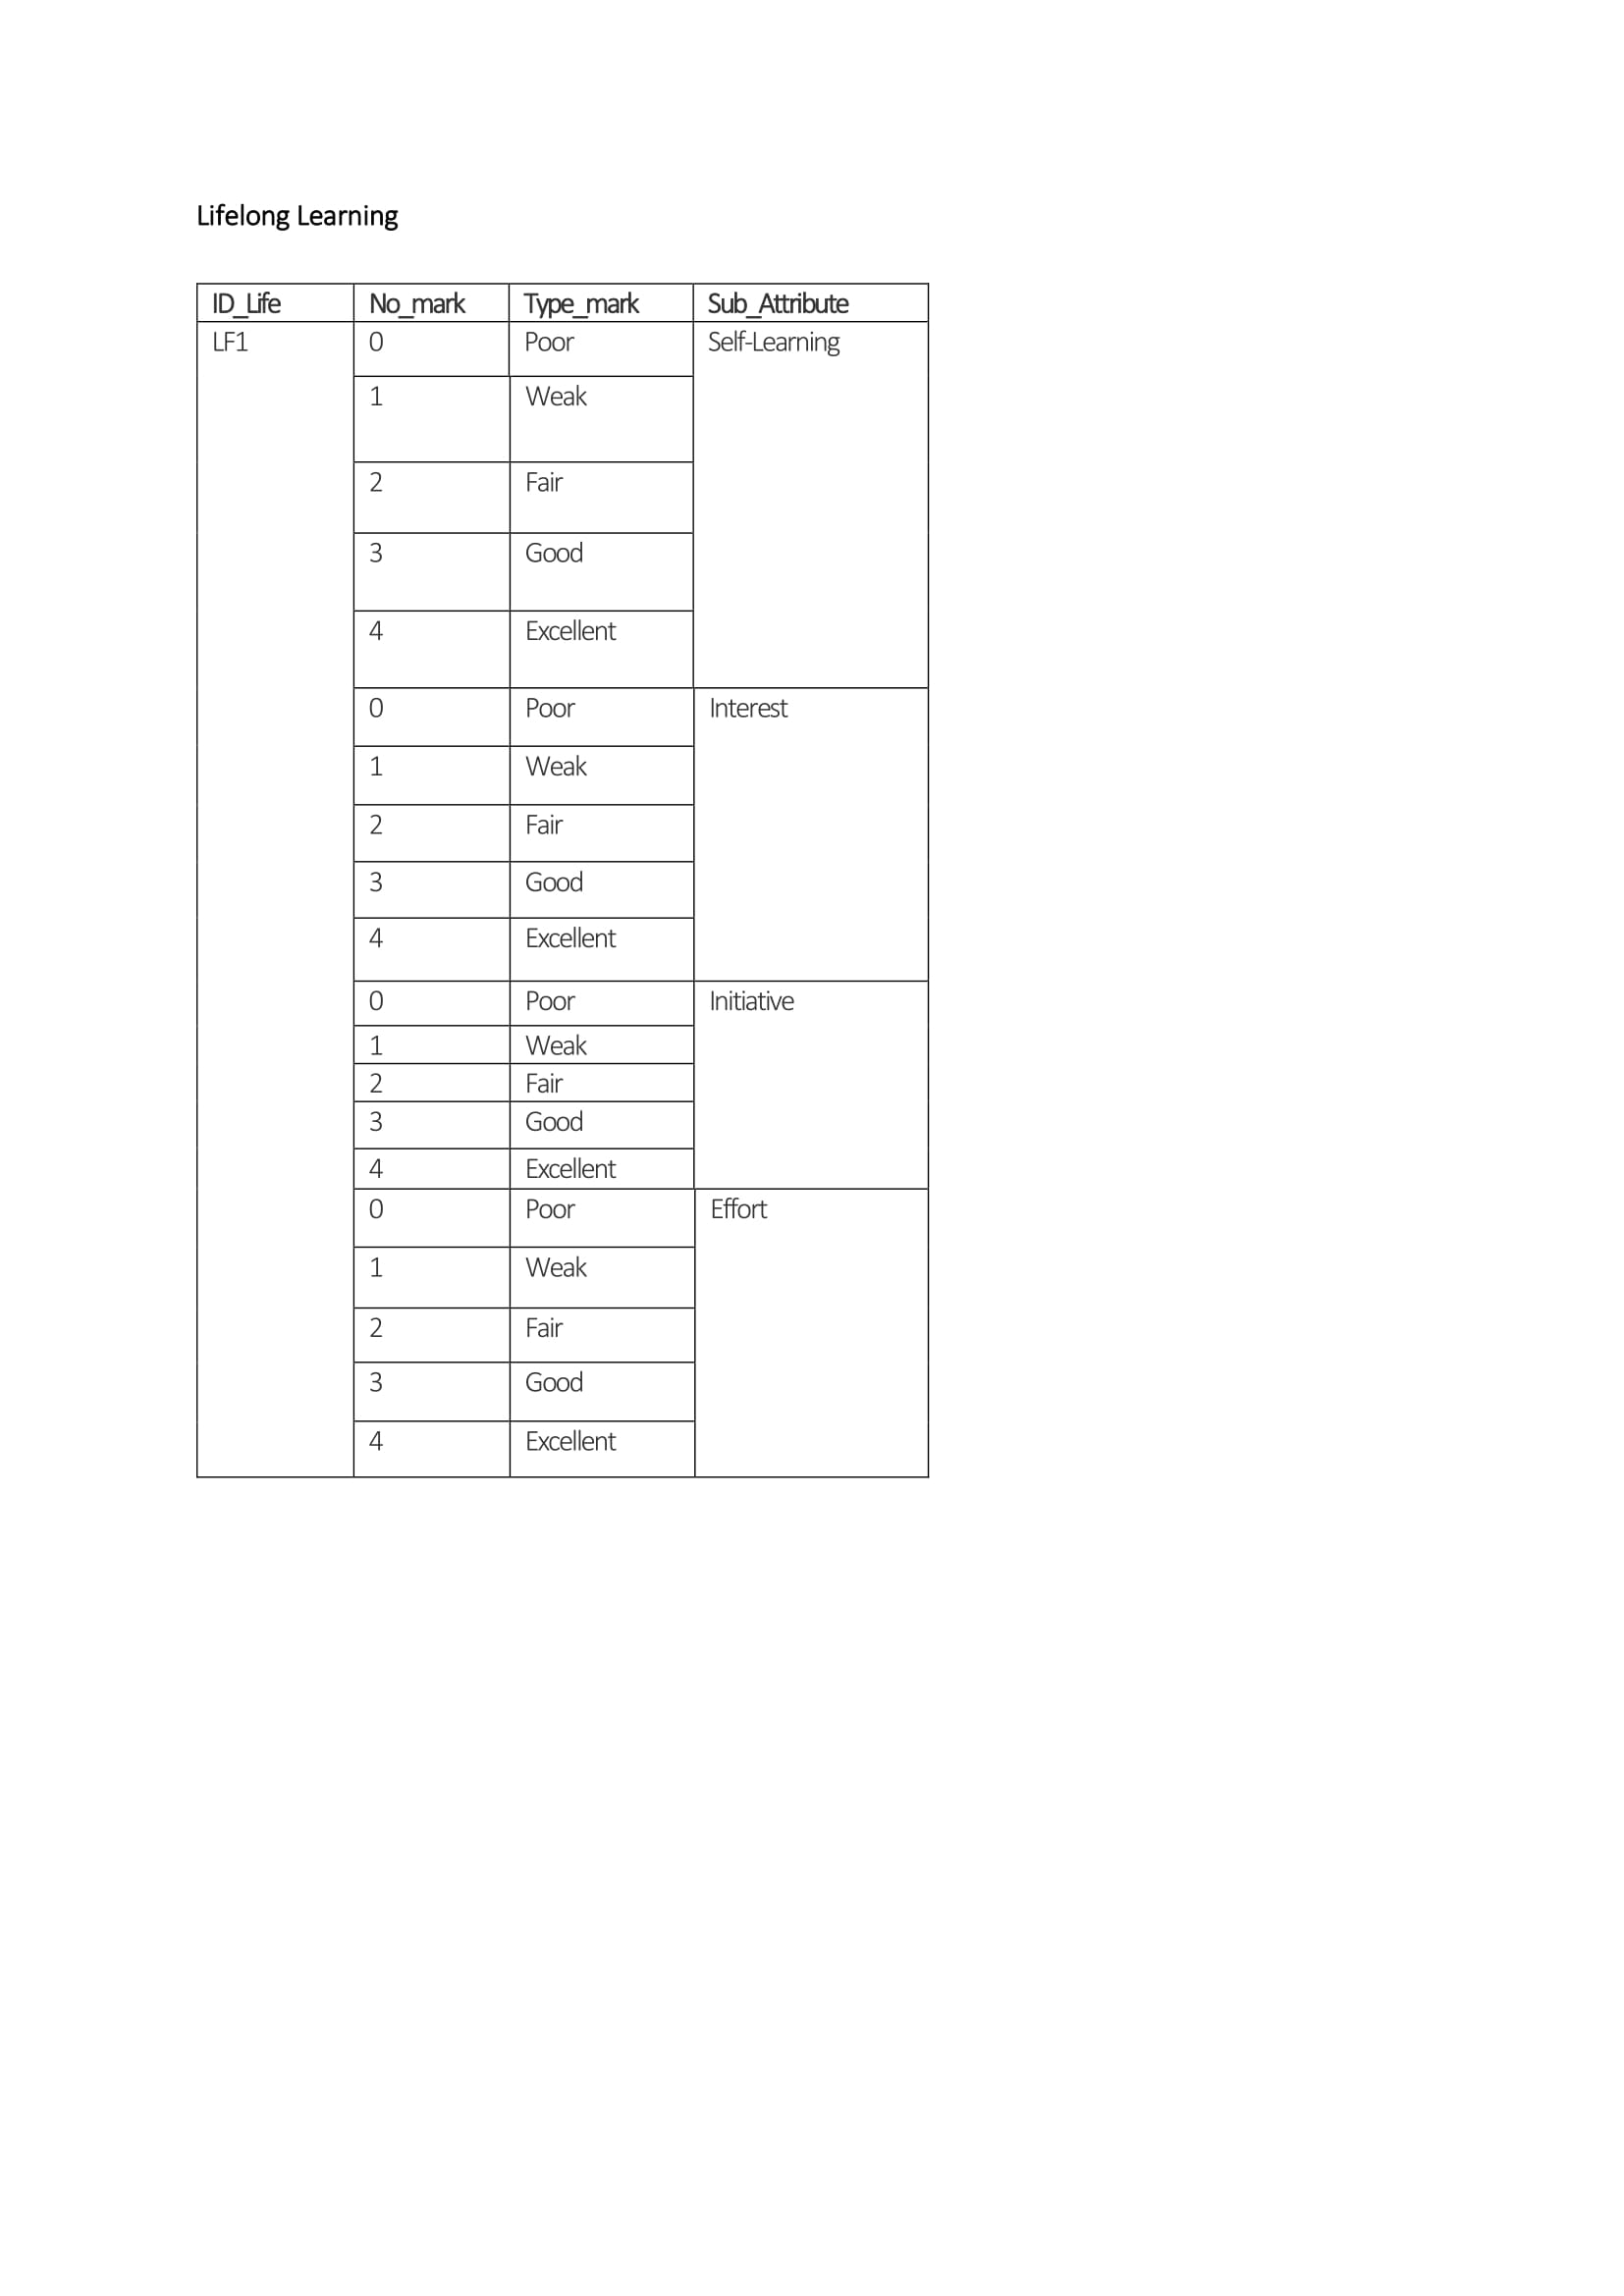 Lifelong Learning
ID_Life No_mark Type_mark Sub_Attribute
LF1 0 Poor Self-Learning
1 Weak
2 Fair
3 Good
4 Excellent
0 Poor Interest
1 Weak
2 Fair
3 Good
4 Excellent
0 Poor Initiative
1 Weak
2 Fair
3 Good
4 Excellent
0 Poor Effort
1 Weak
2 Fair
3 Good
4 Excellent